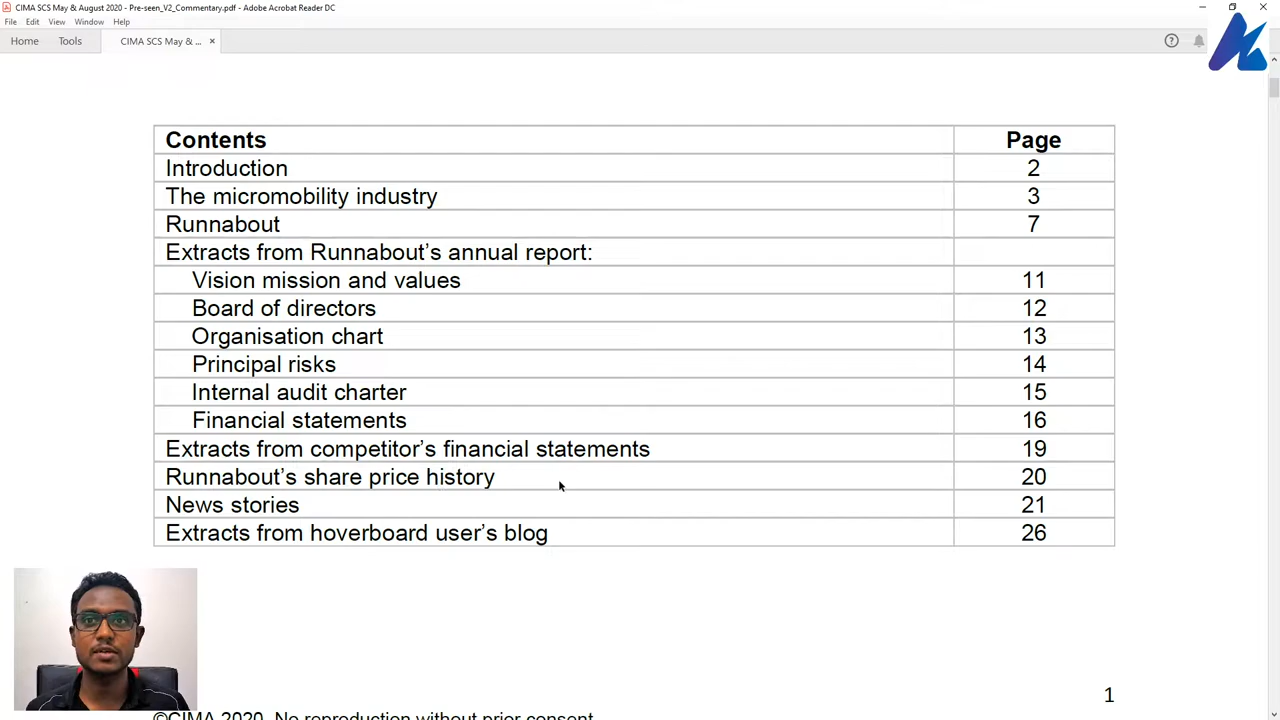 CIMA SCS May & August 2020 - Pre-seen_V2_Commentary.pdf - Adobe Acrobat Reader DC
File Edit View Window Help
Home Tools CIMA SCS May & ... ×
Contents Page
Introduction 2
The micromobility industry 3
Runnabout 7
Extracts from Runnabout’s annual report:
Vision mission and values 11
Board of directors 12
Organisation chart 13
Principal risks 14
Internal audit charter 15
Financial statements 16
Extracts from competitor’s financial statements 19
Runnabout’s share price history 20
News stories 21
Extracts from hoverboard user’s blog 26
1
©CIMA 2020. No reproduction without prior consent